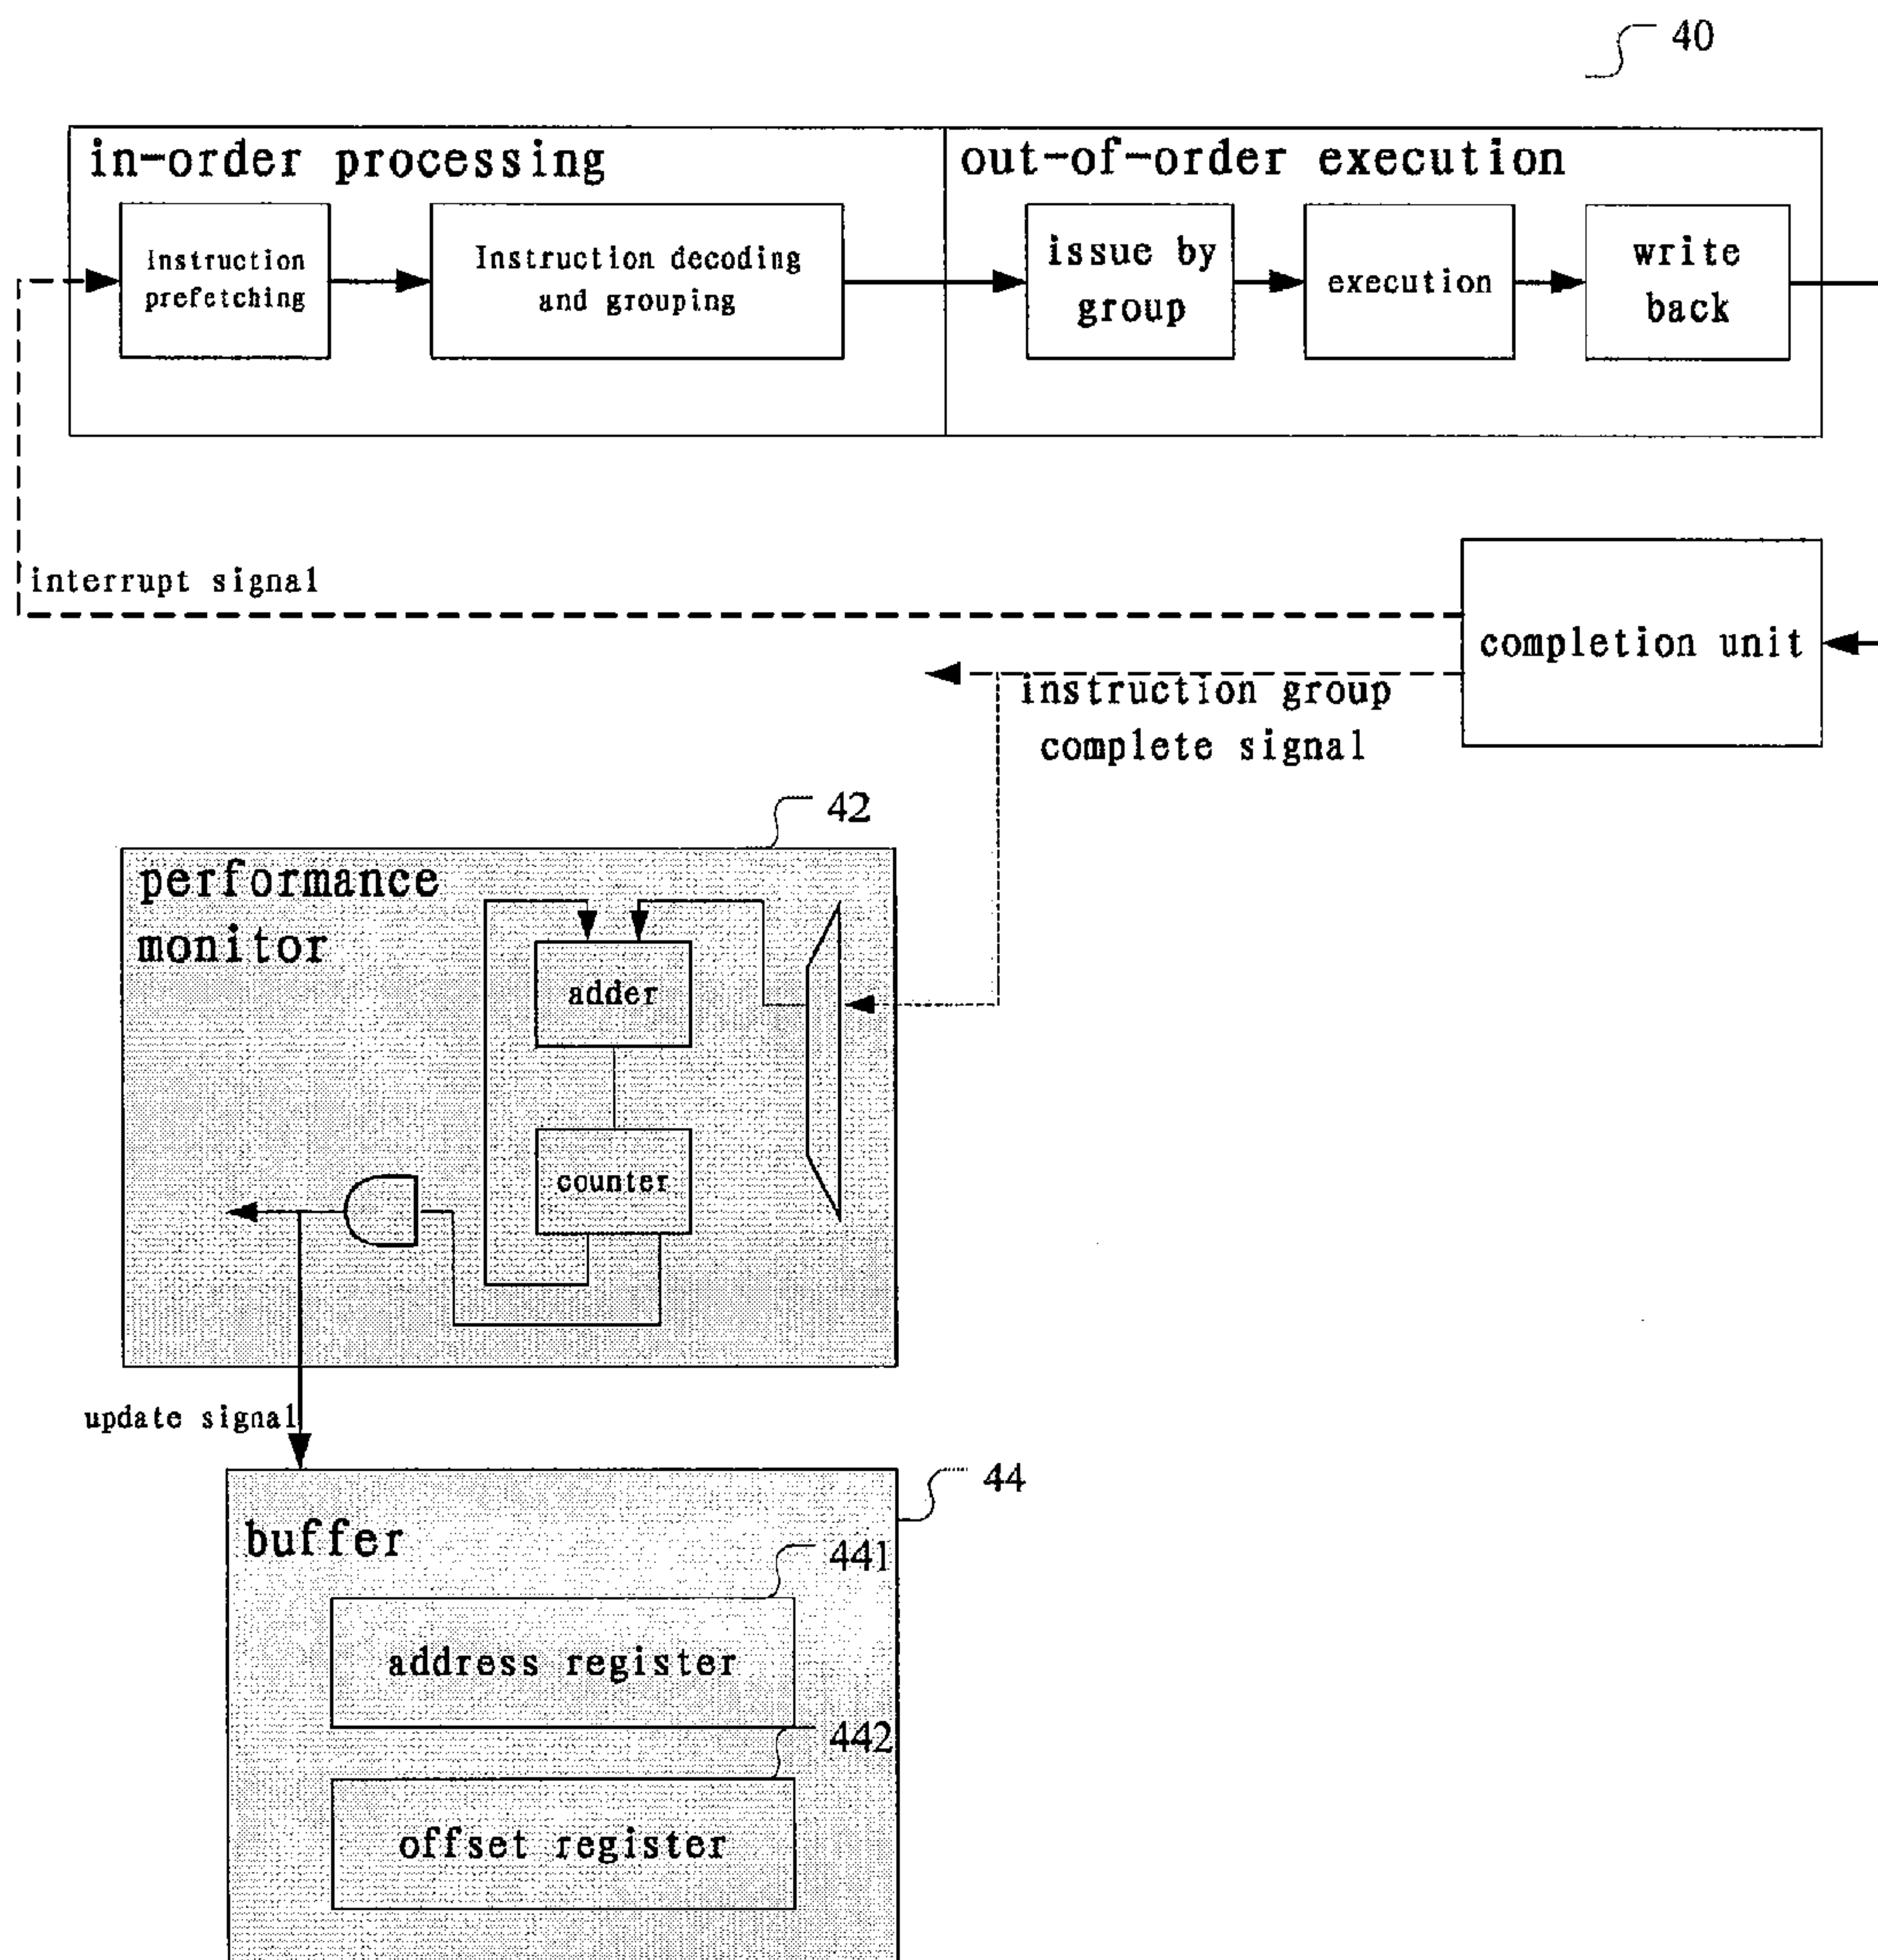 40
in-order processing
out-of-order execution
Instruction
prefetching
Instruction decoding
and grouping
issue by
group
execution
write
back
interrupt signal
completion unit
instruction group
complete signal
42
performance
monitor
adder
counter
update signal
44
buffer
441
address register
442
offset register